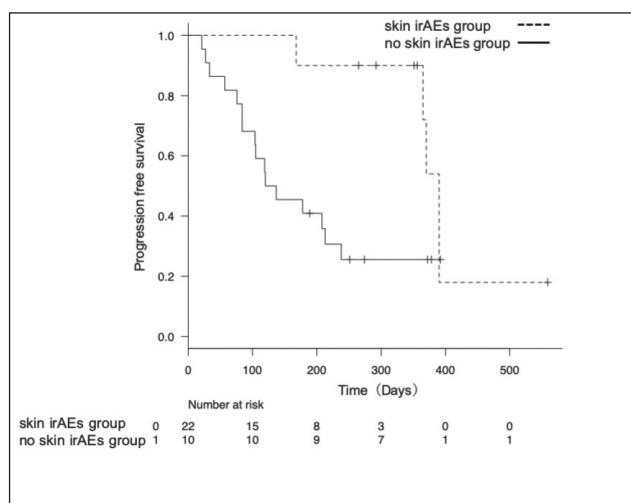 skin irAEs group
no skin irAEs group
1.0
0.8
0.6
0.4
0.2
0.0
Progression free survival
0 100 200 300 400 500
Time (Days)
Number at risk
skin irAEs group 0 22 15 8 3 0 0
no skin irAEs group 1 10 10 9 7 1 1